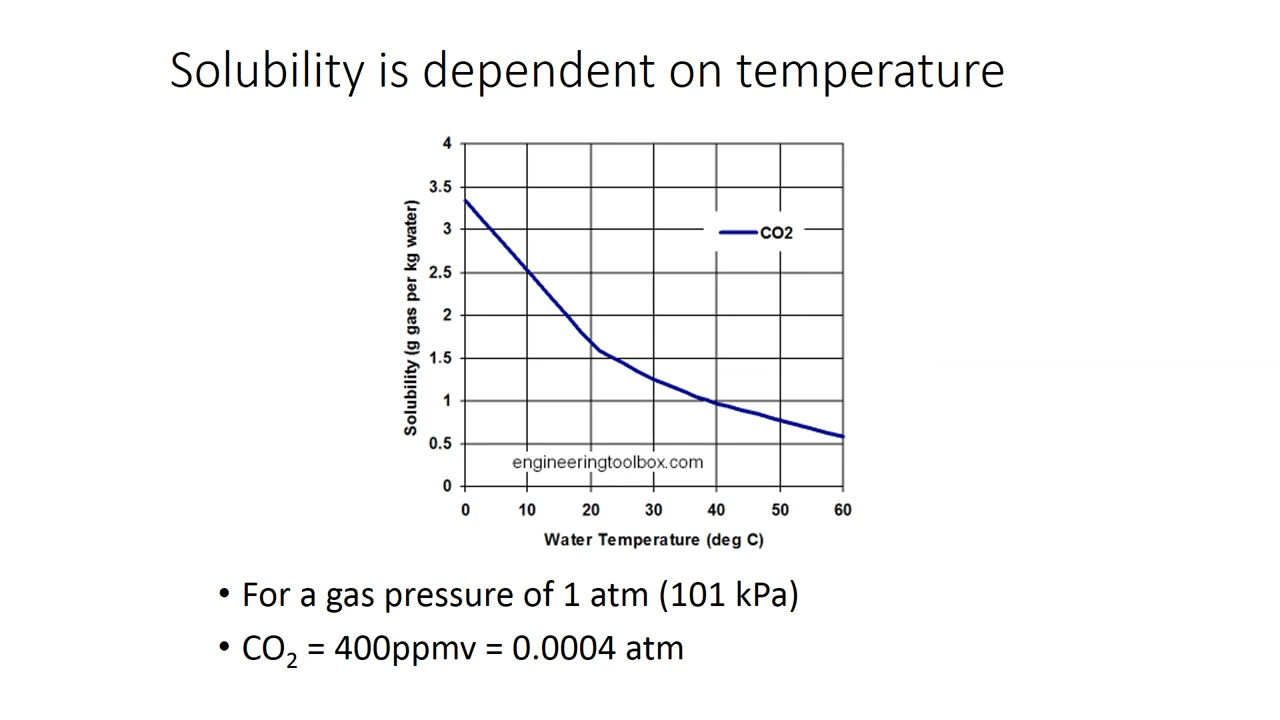 Solubility is dependent on temperature
4
3.5
3
2.5
2
1.5
1
0.5
0
Solubility (g gas per kg water)
CO2
engineeringtoolbox.com
0 10 20 30 40 50 60
Water Temperature (deg C)
• For a gas pressure of 1 atm (101 kPa)
• CO₂ = 400ppmv = 0.0004 atm